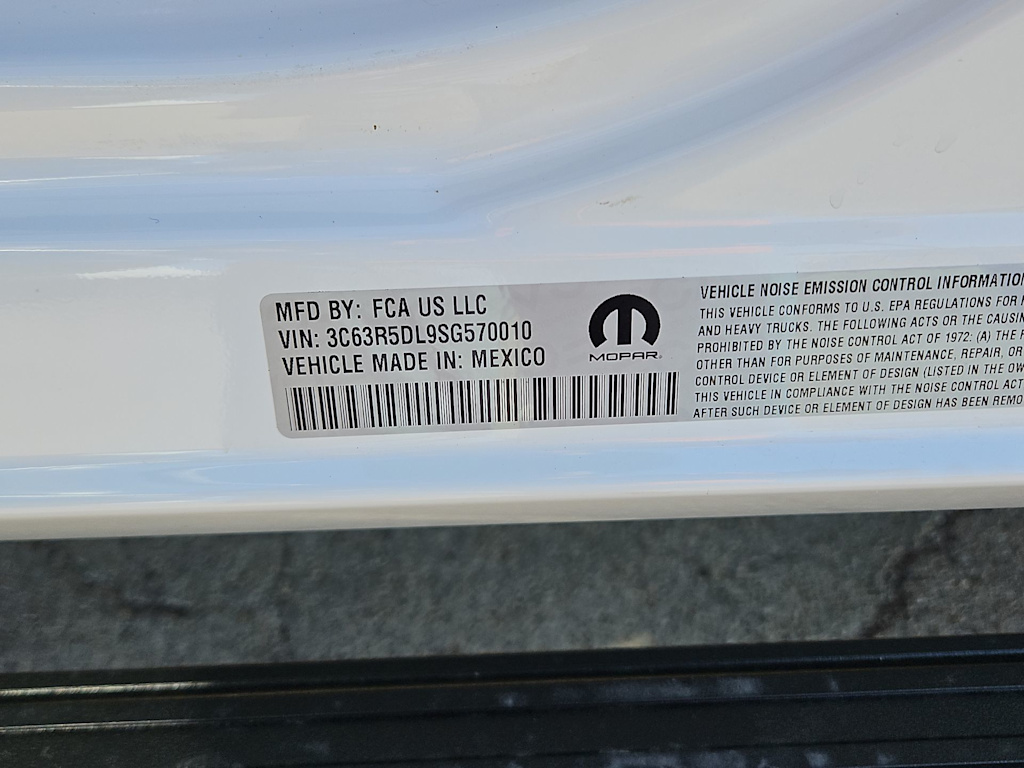 MFD BY: FCA US LLC
VIN: 3C63R5DL9SG570010
VEHICLE MADE IN: MEXICO
MOPAR®
VEHICLE NOISE EMISSION CONTROL INFORMATION
THIS VEHICLE CONFORMS TO U.S. EPA REGULATIONS FOR
AND HEAVY TRUCKS. THE FOLLOWING ACTS OR THE CAUSIN
PROHIBITED BY THE NOISE CONTROL ACT OF 1972: (A) THE
OTHER THAN FOR PURPOSES OF MAINTENANCE, REPAIR, OR
CONTROL DEVICE OR ELEMENT OF DESIGN (LISTED IN THE OW
THIS VEHICLE IN COMPLIANCE WITH THE NOISE CONTROL ACT
AFTER SUCH DEVICE OR ELEMENT OF DESIGN HAS BEEN REMO